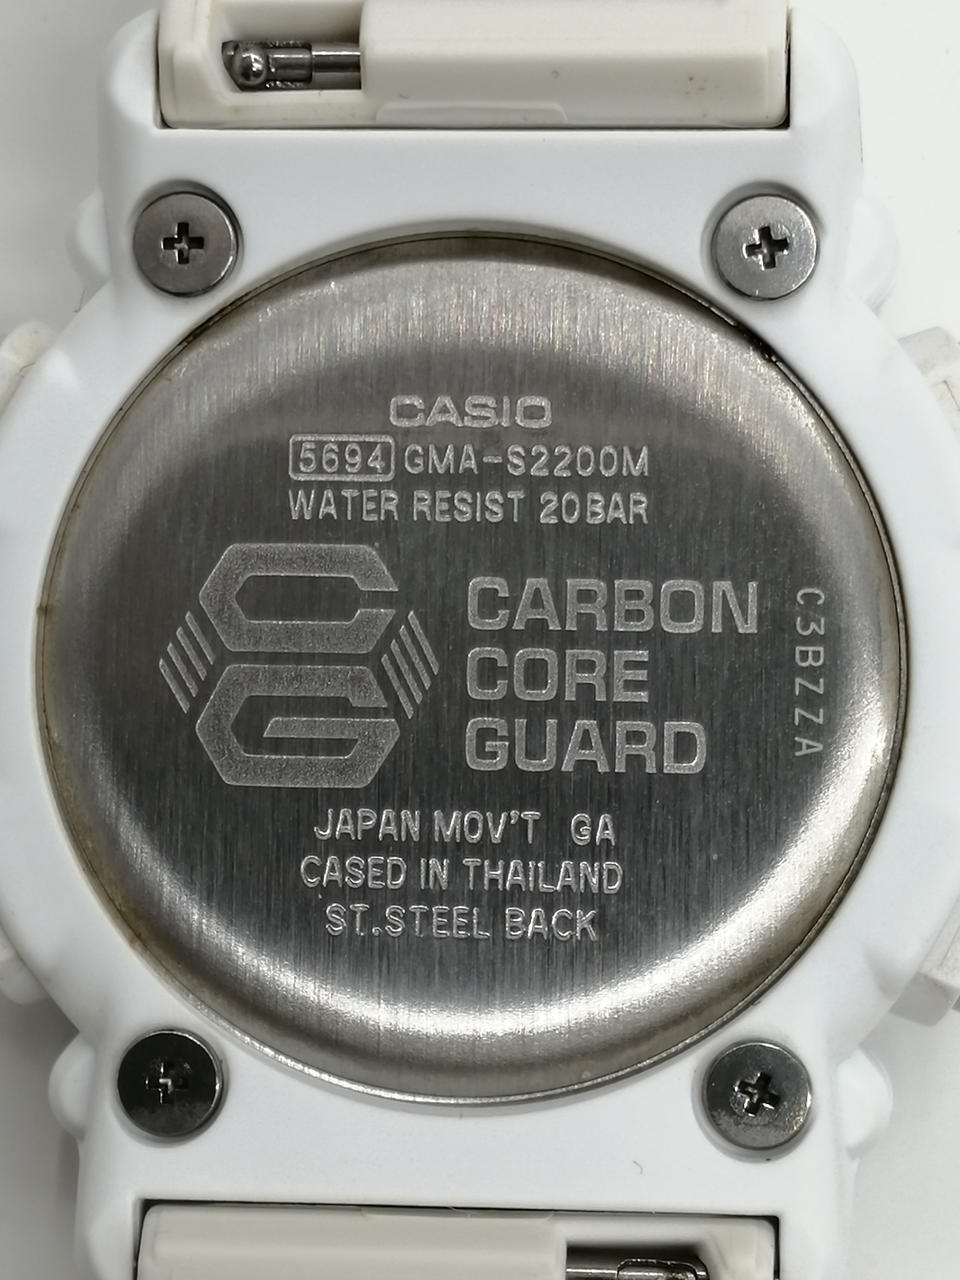 CASIO
5694 GMA-S2200M
WATER RESIST 20BAR
CG
CARBON
CORE
GUARD
C3BZZA
JAPAN MOV'T GA
CASED IN THAILAND
ST.STEEL BACK